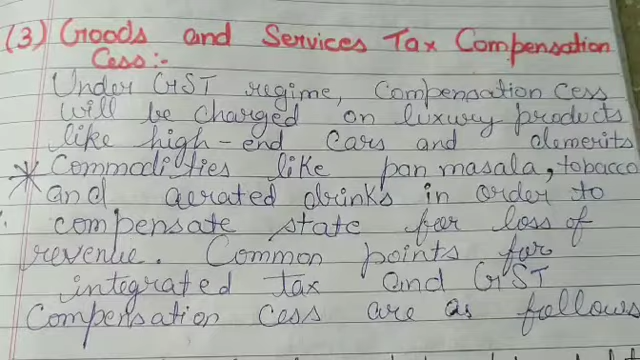 (3) Goods and Services Tax Compensation
Cess:-
Under GST regime, Compensation Cess
will be charged on luxury products
like high-end Cars and demerits
* Commodities like pan masala, tobacco
and aerated drinks in order to
compensate state for loss of
revenue. Common points for
integrated Tax and GST
Compensation cess are as follows